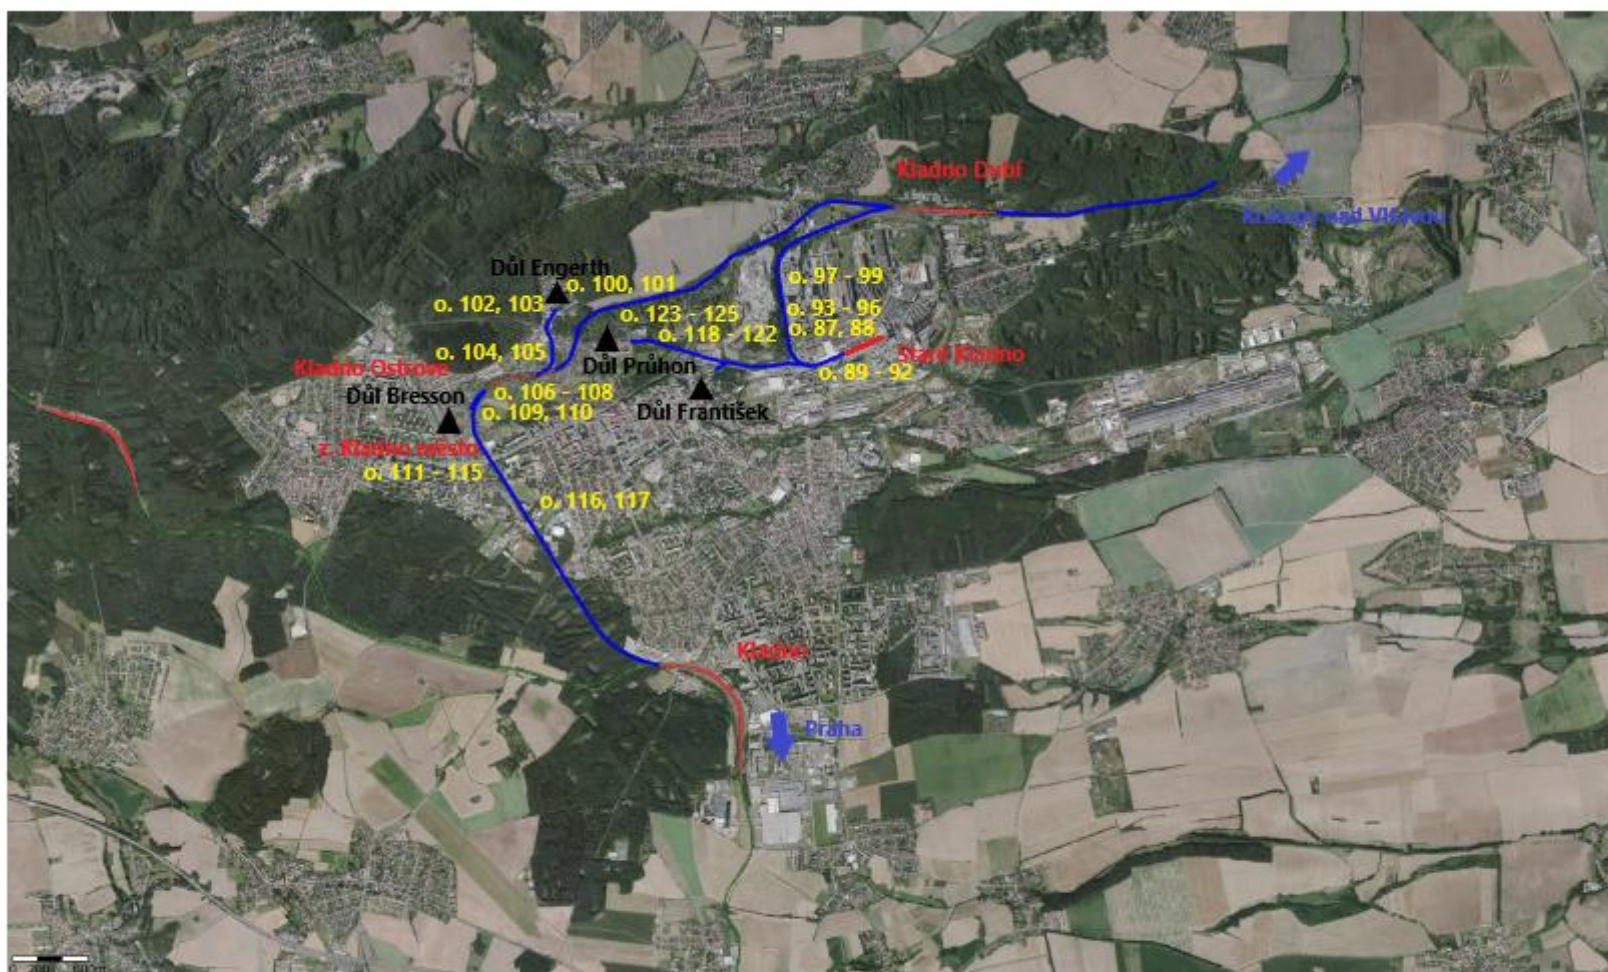 Kladno Dubí
Kralupy nad Vltavou
Důl Engerth
o. 100, 101
o. 97 - 99
o. 102, 103
o. 93 - 96
o. 123 - 125
o. 118 - 122
o. 87, 88
o. 104, 105
Staré Kladno
Kladno Ostrovec
Důl Průhon
o. 89 - 92
Důl Bresson
o. 106 - 108
o. 109, 110
Důl František
z. Kladno město
o. 111 - 115
o. 116, 117
Kladno
Praha